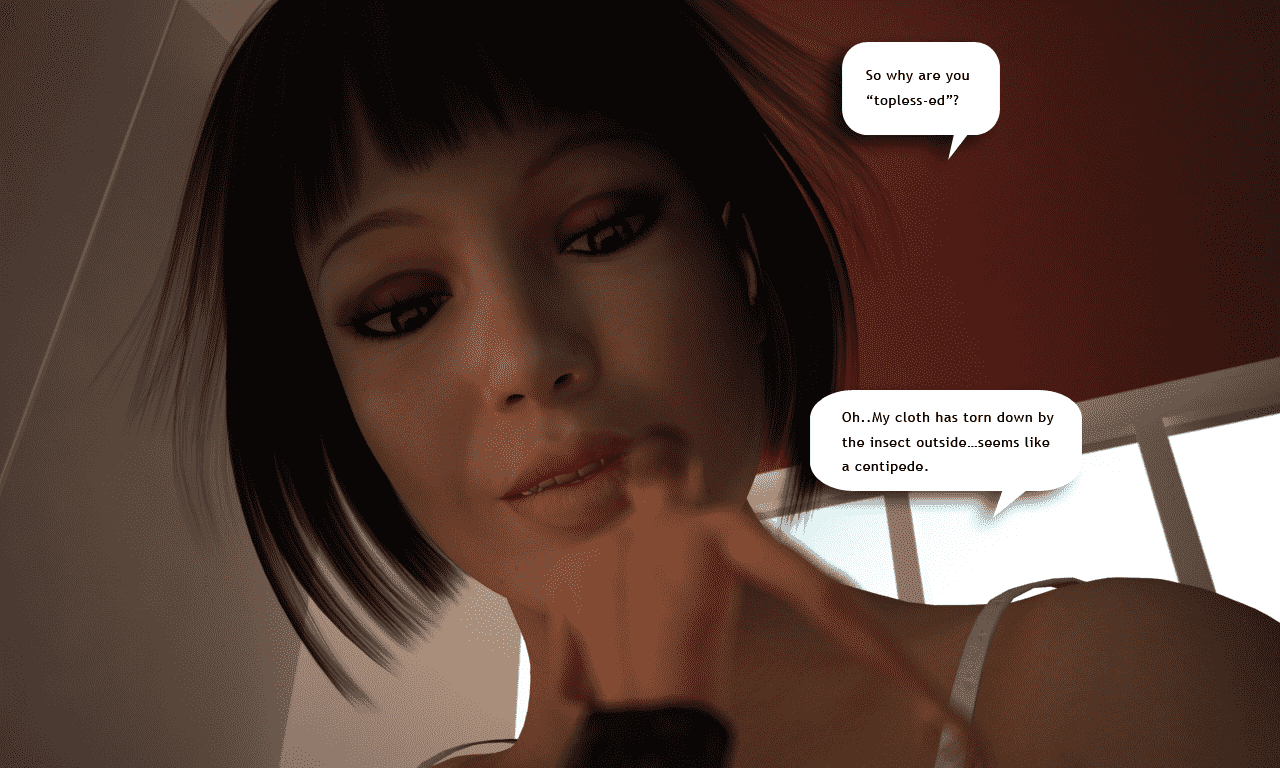 So why are you
“topless-ed”?
Oh..My cloth has torn down by
the insect outside...seems like
a centipede.